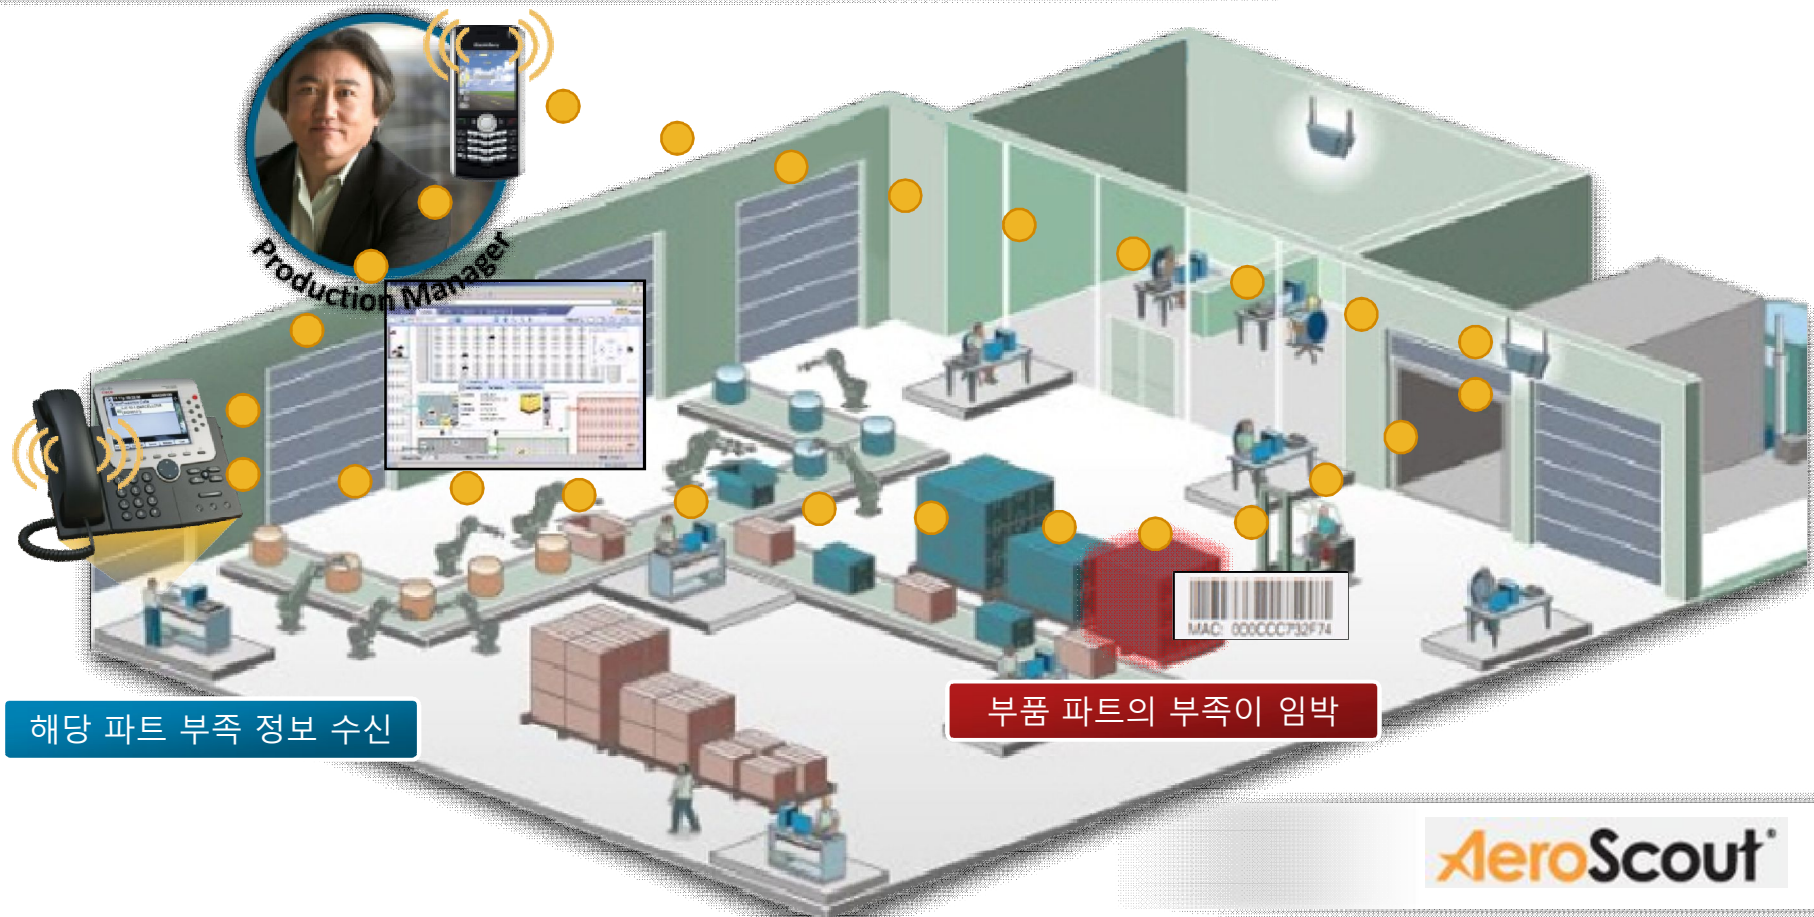 Production Manager
MAC: 000CCC732F74
해당 파트 부족 정보 수신
부품 파트의 부족이 임박
AeroScout®